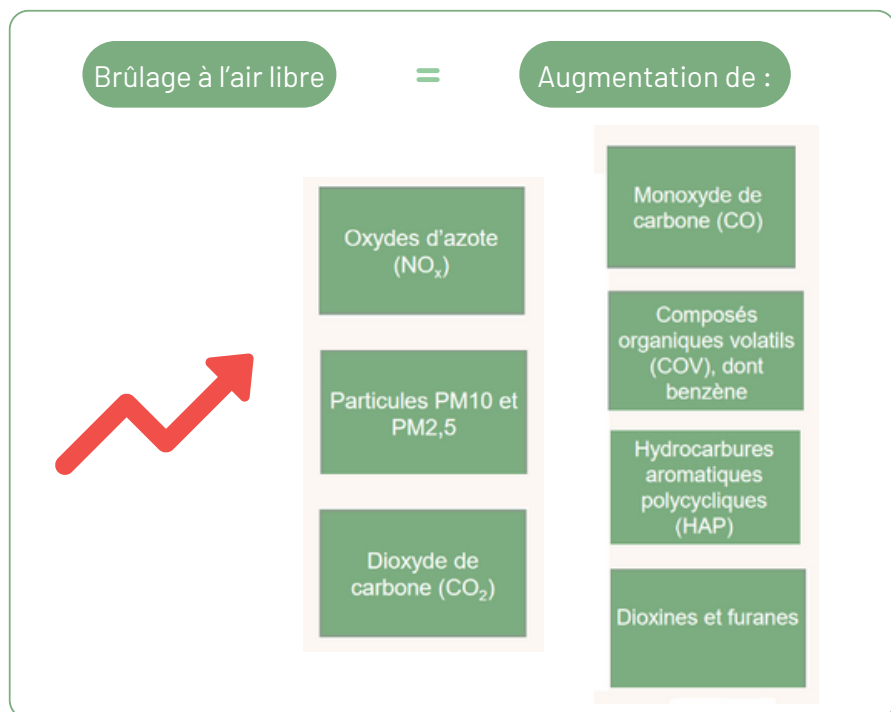 Brûlage à l'air libre
=
Augmentation de :
Oxydes d'azote
(NOₓ)
Particules PM10 et
PM2,5
Dioxyde de
carbone (CO₂)
Monoxyde de
carbone (CO)
Composés
organiques volatils
(COV), dont
benzène
Hydrocarbures
aromatiques
polycycliques
(HAP)
Dioxines et furanes